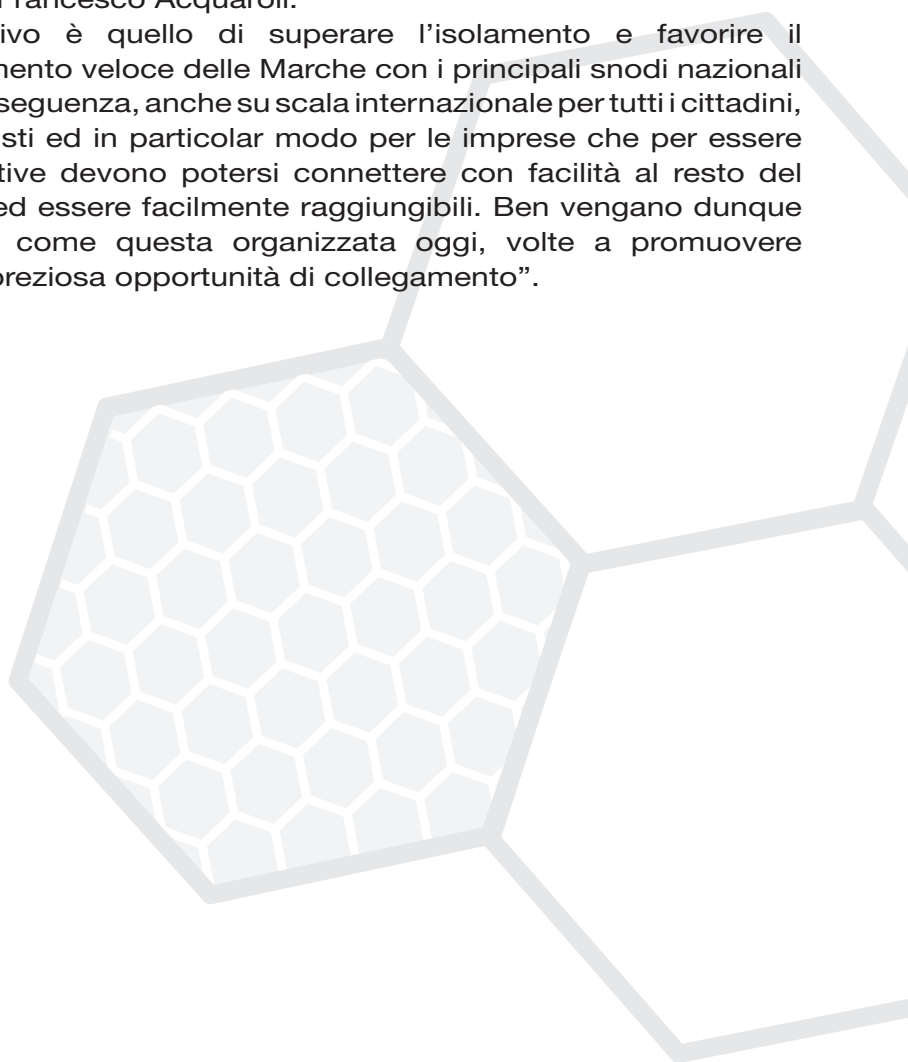 Francesco Acquaroli.
ivo è quello di superare l’isolamento e favorire il
mento veloce delle Marche con i principali snodi nazionali
seguenza, anche su scala internazionale per tutti i cittadini,
sti ed in particolar modo per le imprese che per essere
tive devono potersi connettere con facilità al resto del
ed essere facilmente raggiungibili. Ben vengano dunque
come questa organizzata oggi, volte a promuovere
preziosa opportunità di collegamento”.